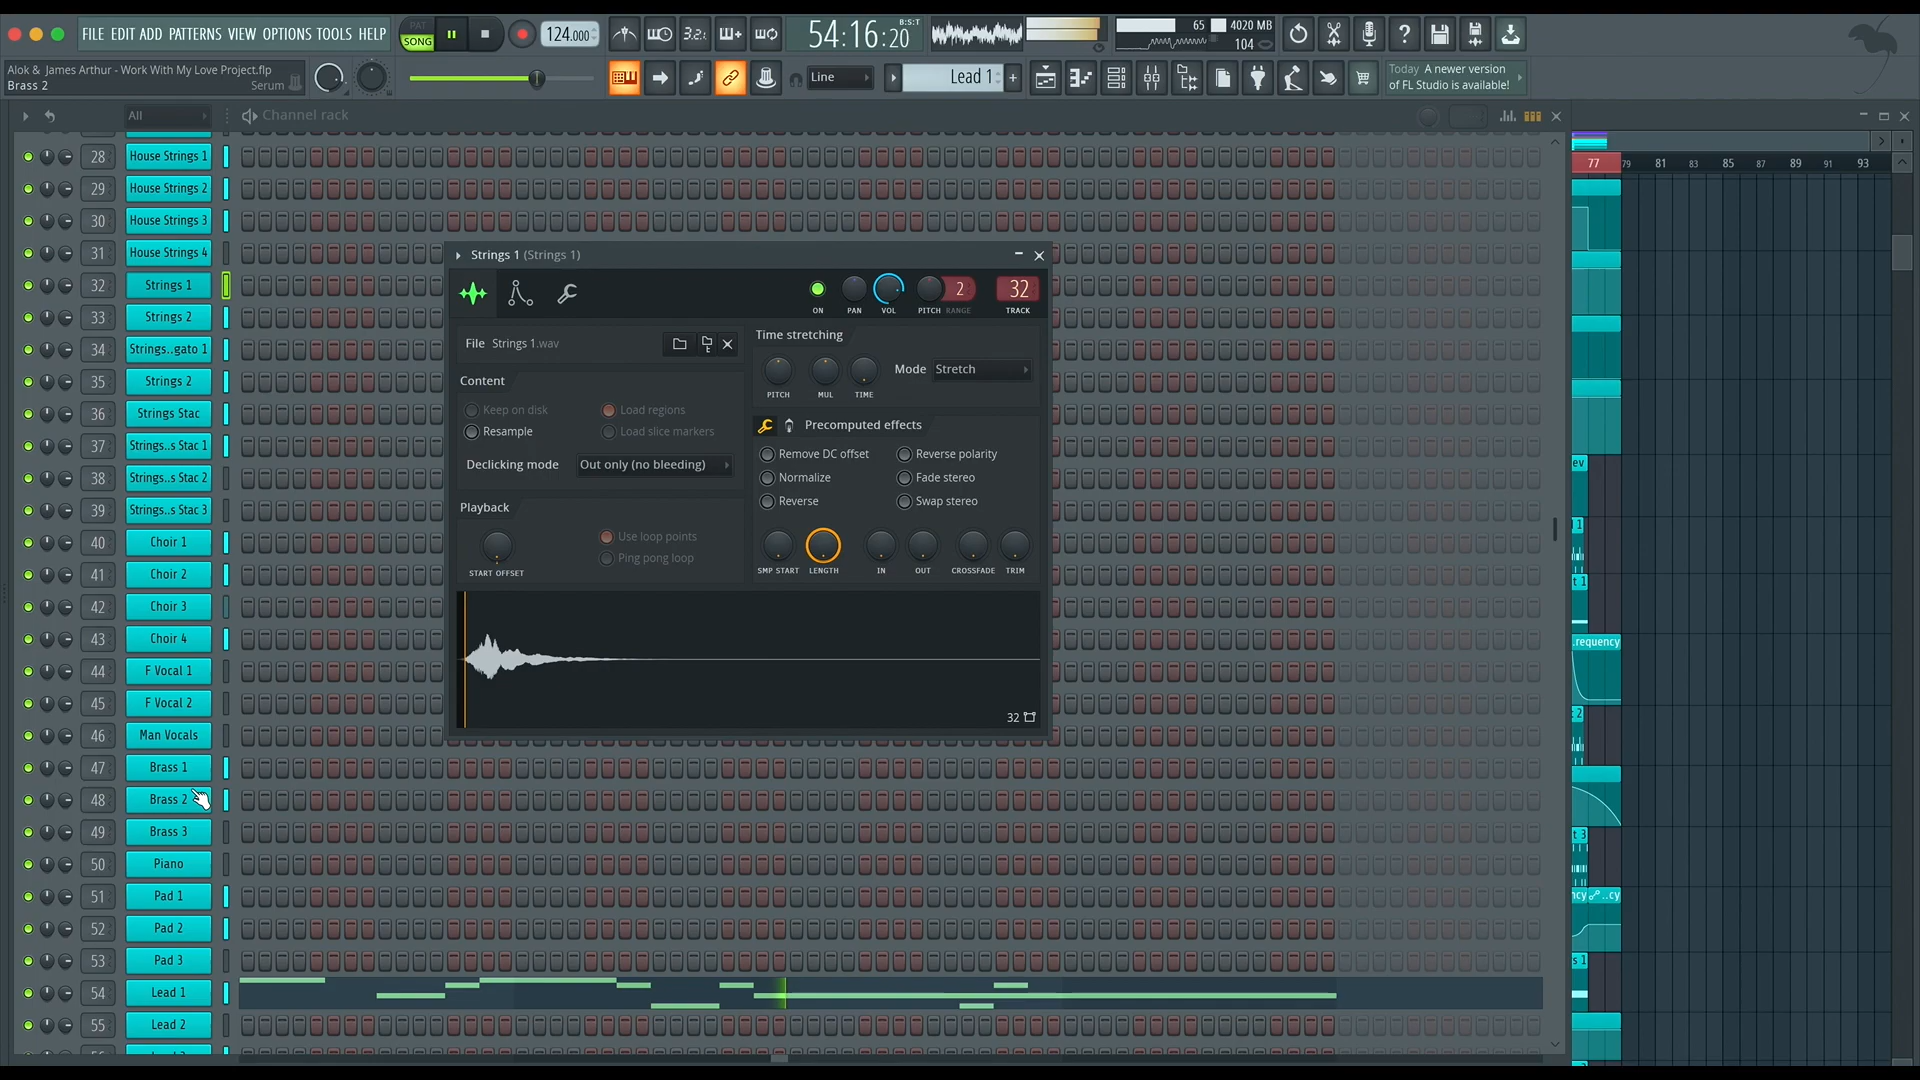 FILE EDIT ADD PATTERNS VIEW OPTIONS TOOLS HELP
PAT
SONG
124.000
3.2.
54:16:20
B:S:T
65
4020 MB
104
Alok & James Arthur - Work With My Love Project.flp
Brass 2
Serum
Line
Lead 1
Today A newer version
of FL Studio is available!
All
Channel rack
77 79 81 83 85 87 89 91 93
28 House Strings 1
29 House Strings 2
30 House Strings 3
31 House Strings 4
32 Strings 1
33 Strings 2
34 Strings..gato 1
35 Strings 2
36 Strings Stac
37 Strings..s Stac 1
38 Strings..s Stac 2
39 Strings..s Stac 3
40 Choir 1
41 Choir 2
42 Choir 3
43 Choir 4
44 F Vocal 1
45 F Vocal 2
46 Man Vocals
47 Brass 1
48 Brass 2
49 Brass 3
50 Piano
51 Pad 1
52 Pad 2
53 Pad 3
54 Lead 1
55 Lead 2
Strings 1 (Strings 1)
ON PAN VOL PITCH RANGE TRACK
2
32
File Strings 1.wav
Content
Keep on disk
Load regions
Resample
Load slice markers
Declicking mode
Out only (no bleeding)
Playback
START OFFSET
Use loop points
Ping pong loop
Time stretching
PITCH MUL TIME
Mode Stretch
Precomputed effects
Remove DC offset
Reverse polarity
Normalize
Fade stereo
Reverse
Swap stereo
SMP START LENGTH IN OUT CROSSFADE TRIM
32
ev
1
t 1
..requency
t 2
t 3
ncy
..cy
s 1